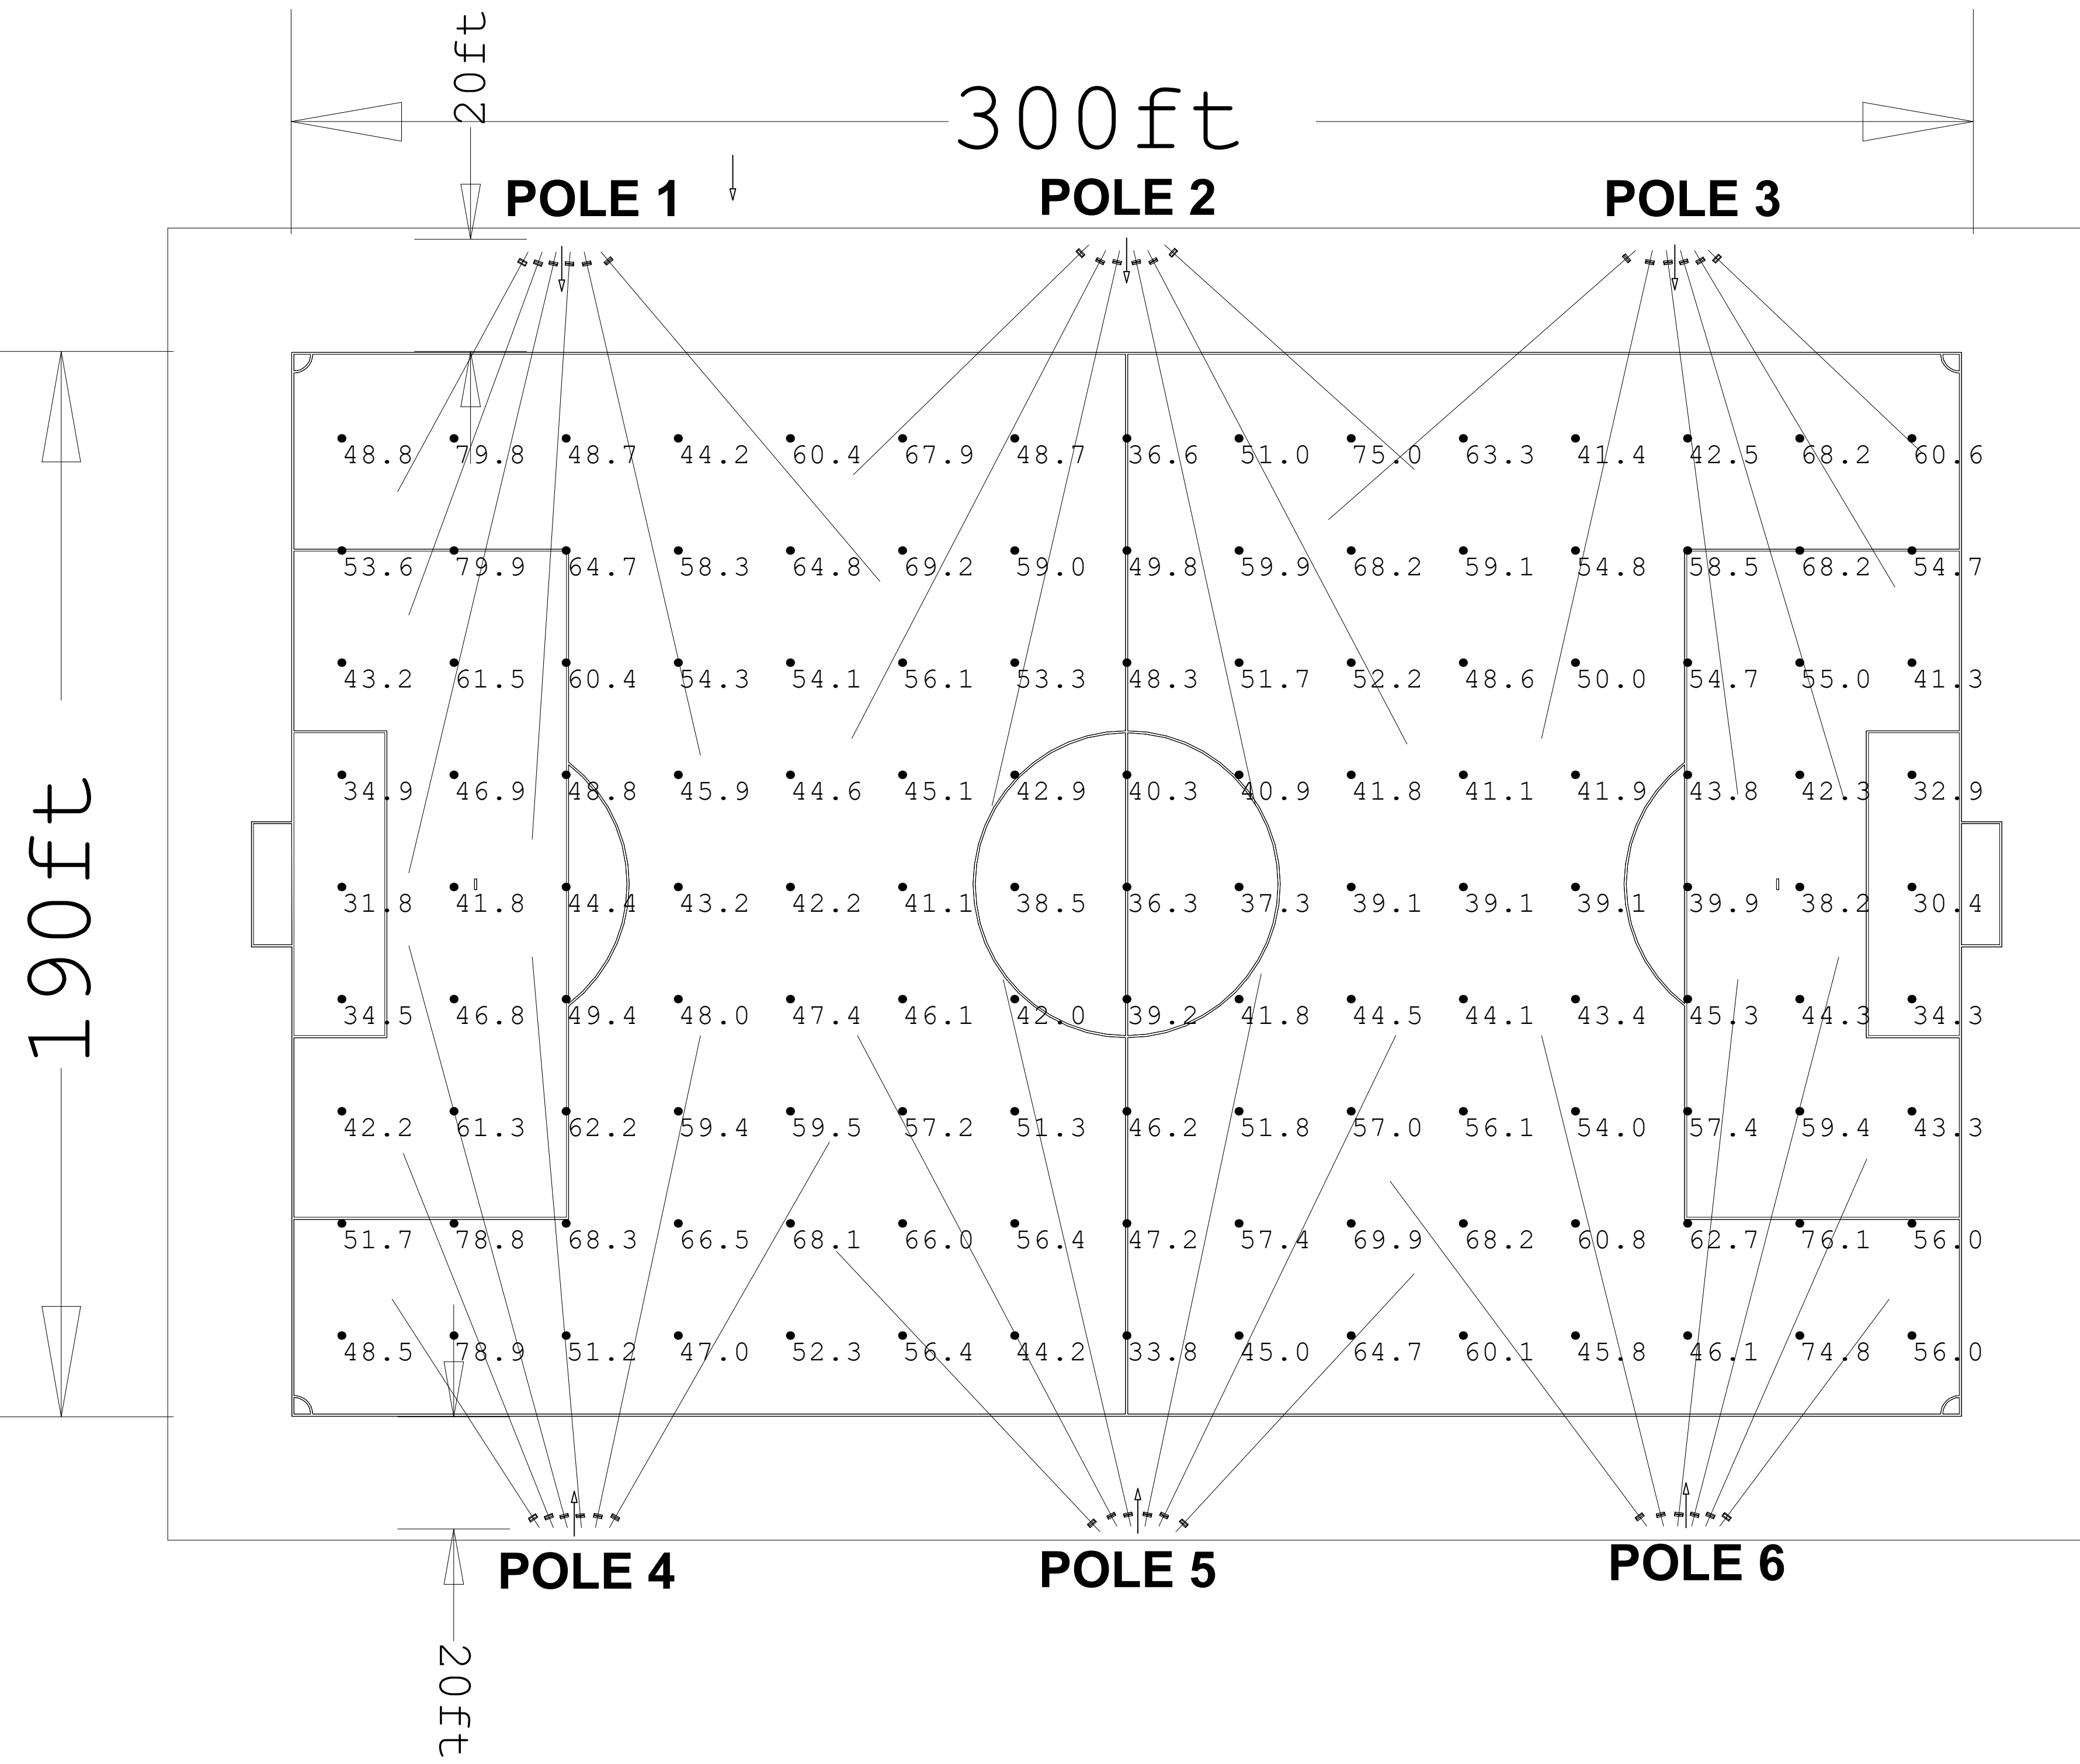 20ft
300ft
POLE 1 POLE 2 POLE 3
48.8 79.8 48.7 44.2 60.4 67.9 48.7 36.6 51.0 75.0 63.3 41.4 42.5 68.2 60.6
53.6 79.9 64.7 58.3 64.8 69.2 59.0 49.8 59.9 68.2 59.1 54.8 58.5 68.2 54.7
43.2 61.5 60.4 54.3 54.1 56.1 53.3 48.3 51.7 52.2 48.6 50.0 54.7 55.0 41.3
34.9 46.9 48.8 45.9 44.6 45.1 42.9 40.3 40.9 41.8 41.1 41.9 43.8 42.3 32.9
190ft
31.8 41.8 44.4 43.2 42.2 41.1 38.5 36.3 37.3 39.1 39.1 39.1 39.9 38.2 30.4
34.5 46.8 49.4 48.0 47.4 46.1 42.0 39.2 41.8 44.5 44.1 43.4 45.3 44.3 34.3
42.2 61.3 62.2 59.4 59.5 57.2 51.3 46.2 51.8 57.0 56.1 54.0 57.4 59.4 43.3
51.7 78.8 68.3 66.5 68.1 66.0 56.4 47.2 57.4 69.9 68.2 60.8 62.7 76.1 56.0
48.5 78.9 51.2 47.0 52.3 56.4 44.2 33.8 45.0 64.7 60.1 45.8 46.1 74.8 56.0
POLE 4 POLE 5 POLE 6
20ft